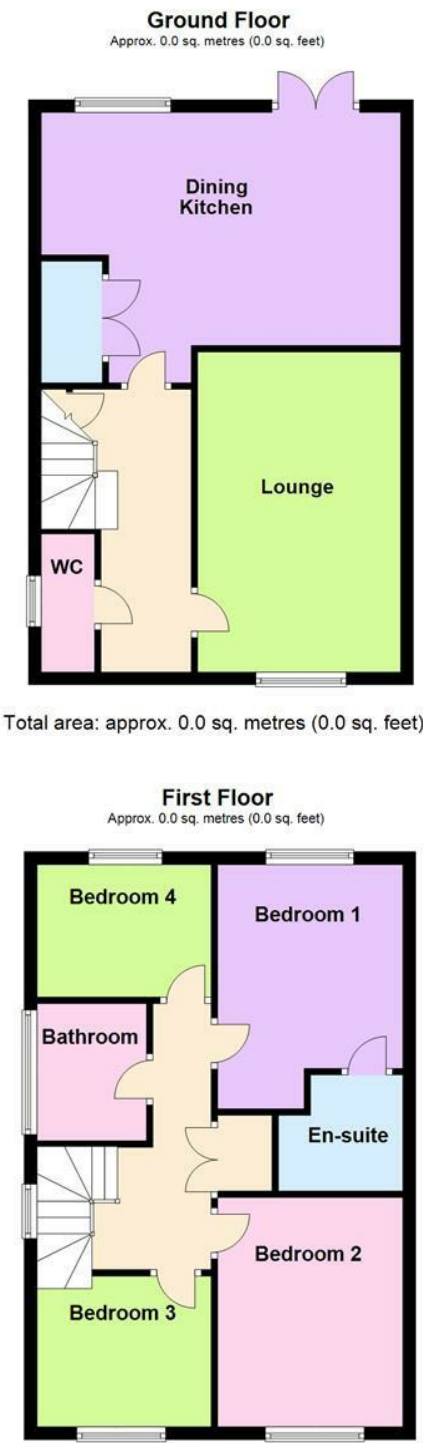 Ground Floor
Approx. 0.0 sq. metres (0.0 sq. feet)
Dining
Kitchen
Lounge
WC
Total area: approx. 0.0 sq. metres (0.0 sq. feet)
First Floor
Approx. 0.0 sq. metres (0.0 sq. feet)
Bedroom 4
Bedroom 1
Bathroom
En-suite
Bedroom 2
Bedroom 3